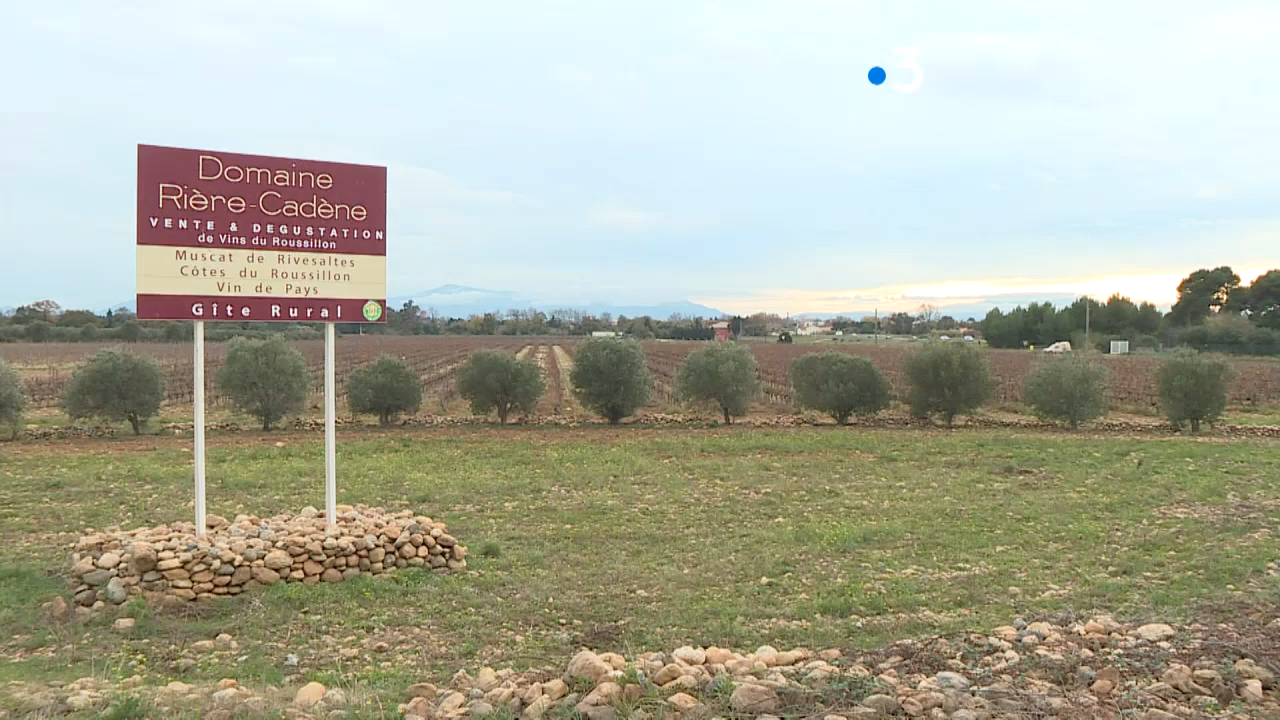 3
Domaine
Rière-Cadène
VENTE & DEGUSTATION
de Vins du Roussillon
Muscat de Rivesaltes
Côtes du Roussillon
Vin de Pays
Gîte Rural